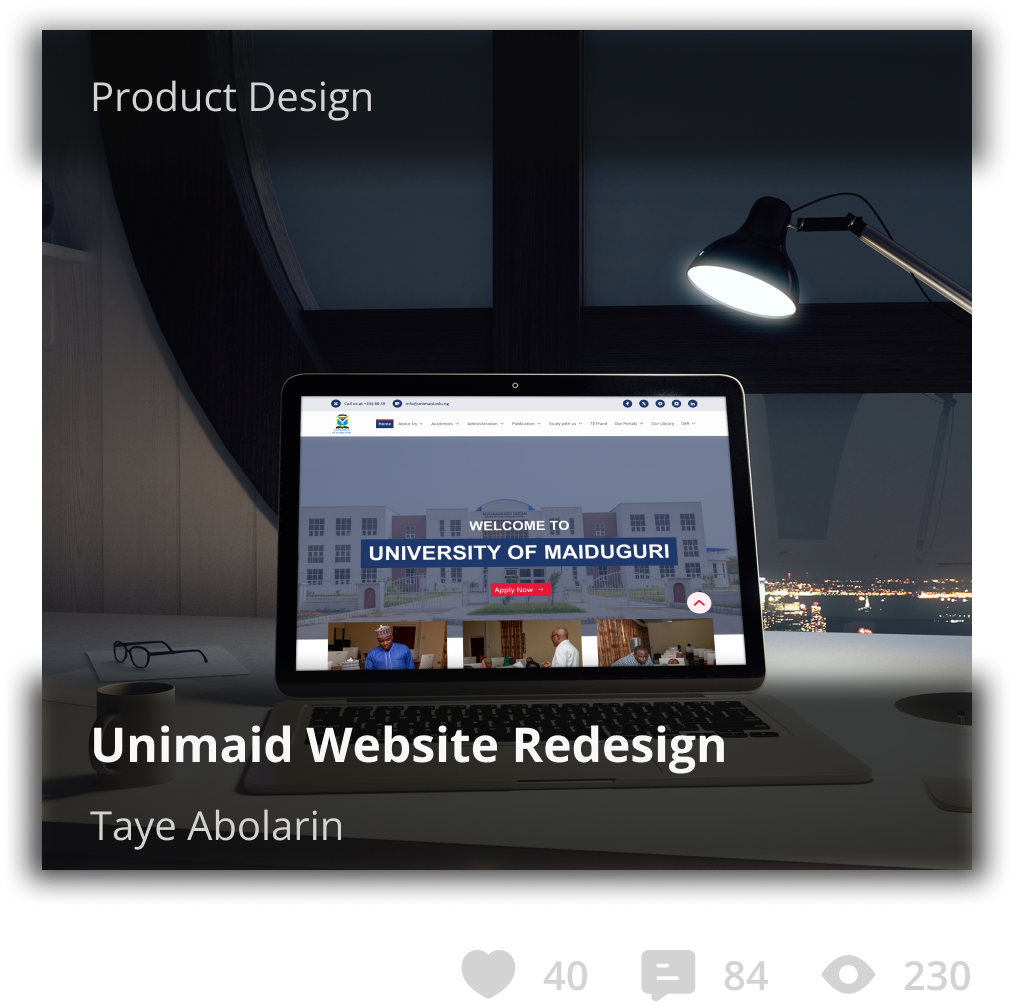 Product Design
Call us at +234 80 00
info@unimaid.edu.ng
Home About Us Academics Administration Publication Study with us TETFund Our Portals Our Library GER
WELCOME TO
UNIVERSITY OF MAIDUGURI
Apply Now →
Unimaid Website Redesign
Taye Abolarin
40 84 230